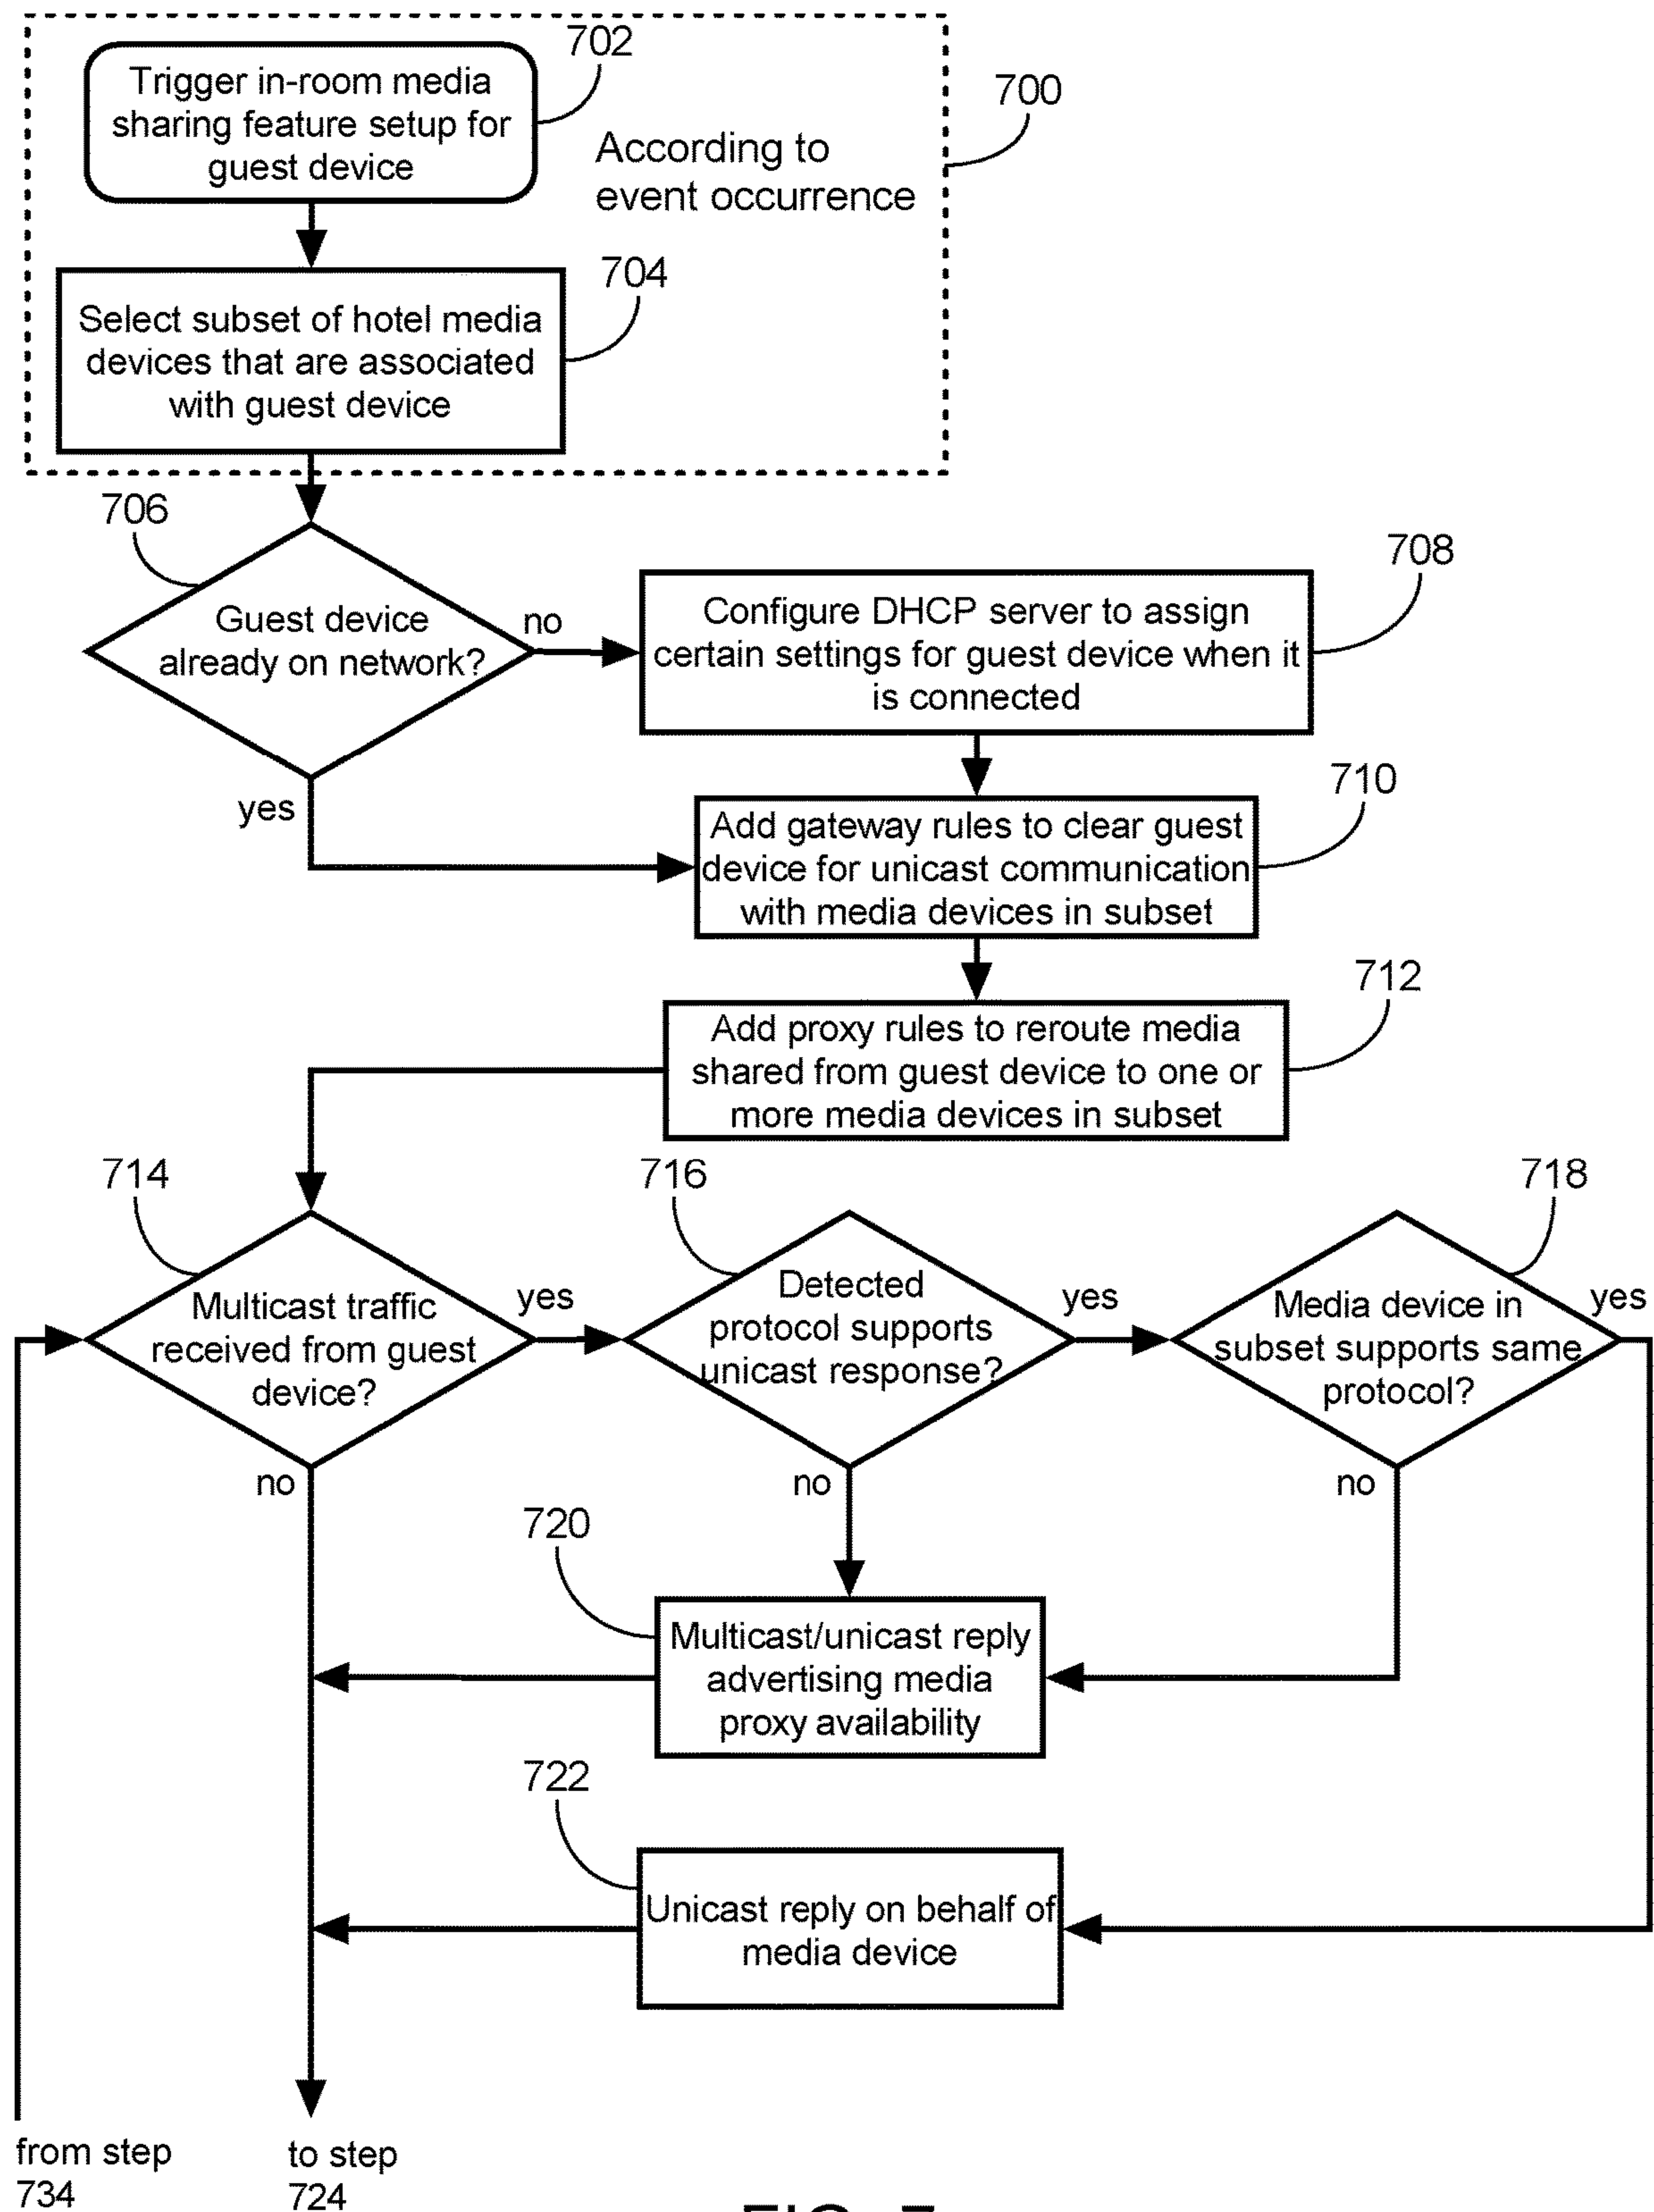 702
Trigger in-room media
sharing feature setup for
guest device
700
According to
event occurrence
704
Select subset of hotel media
devices that are associated
with guest device
706
Guest device
already on network?
no
yes
708
Configure DHCP server to assign
certain settings for guest device when it
is connected
710
Add gateway rules to clear guest
device for unicast communication
with media devices in subset
712
Add proxy rules to reroute media
shared from guest device to one or
more media devices in subset
714
Multicast traffic
received from guest
device?
yes
no
716
Detected
protocol supports
unicast response?
yes
no
718
Media device in
subset supports same
protocol?
yes
no
720
Multicast/unicast reply
advertising media
proxy availability
722
Unicast reply on behalf of
media device
from step
734
to step
724